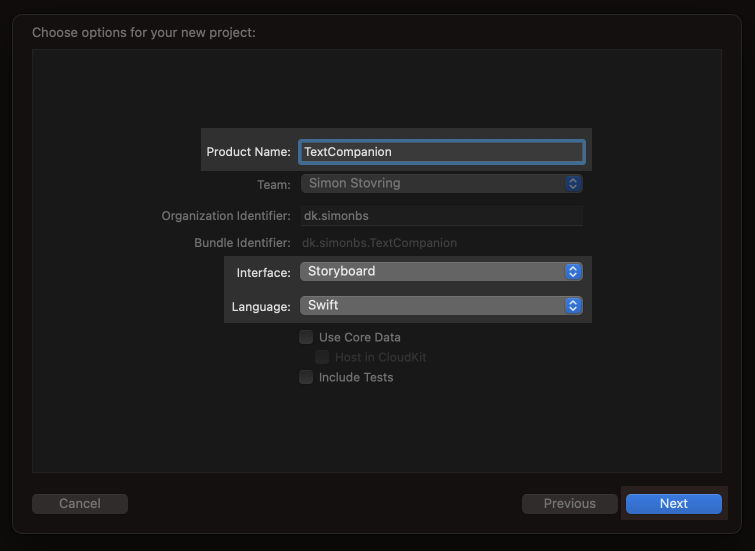 Choose options for your new project:
Product Name: TextCompanion
Team: Simon Stovring
Organization Identifier: dk.simonbs
Bundle Identifier: dk.simonbs.TextCompanion
Interface: Storyboard
Language: Swift
Use Core Data
Host in CloudKit
Include Tests
Cancel Previous Next